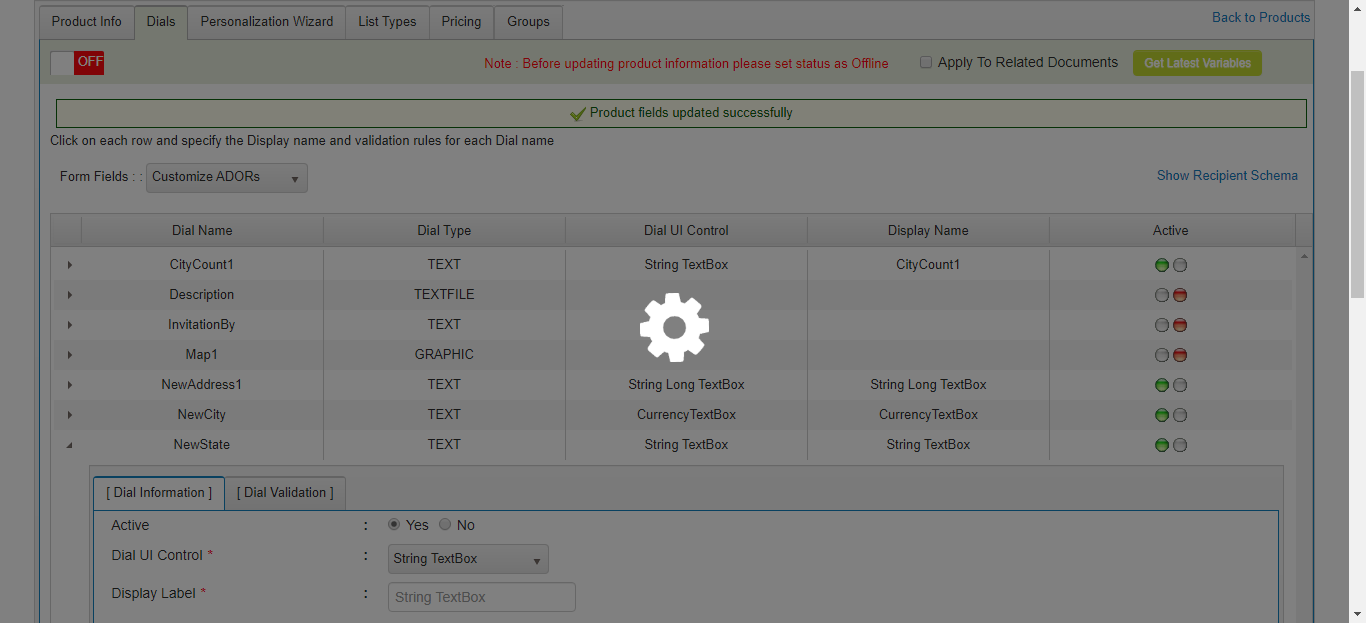 Product Info Dials Personalization Wizard List Types Pricing Groups Back to Products
OFF Note : Before updating product information please set status as Offline Apply To Related Documents Get Latest Variables
Product fields updated successfully
Click on each row and specify the Display name and validation rules for each Dial name
Form Fields : : Customize ADORs Show Recipient Schema
Dial Name Dial Type Dial UI Control Display Name Active
CityCount1 TEXT String TextBox CityCount1
Description TEXTFILE
InvitationBy TEXT
Map1 GRAPHIC
NewAddress1 TEXT String Long TextBox String Long TextBox
NewCity TEXT CurrencyTextBox CurrencyTextBox
NewState TEXT String TextBox String TextBox
[ Dial Information ] [ Dial Validation ]
Active : Yes No
Dial UI Control * : String TextBox
Display Label * : String TextBox